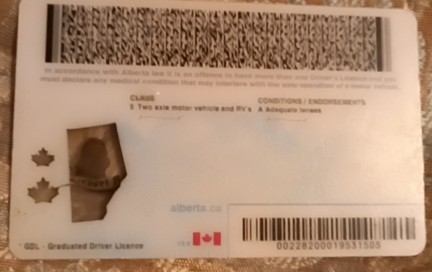 In accordance with Alberta law it is an offence to have more than one Driver's Licence and you
must declare any medical condition that may interfere with the safe operation of a motor vehicle.
CLASS
5 Two axle motor vehicle and RV's
CONDITIONS / ENDORSEMENTS
A Adequate lenses
alberta.ca
GDL - Graduated Driver Licence
00228200019531505